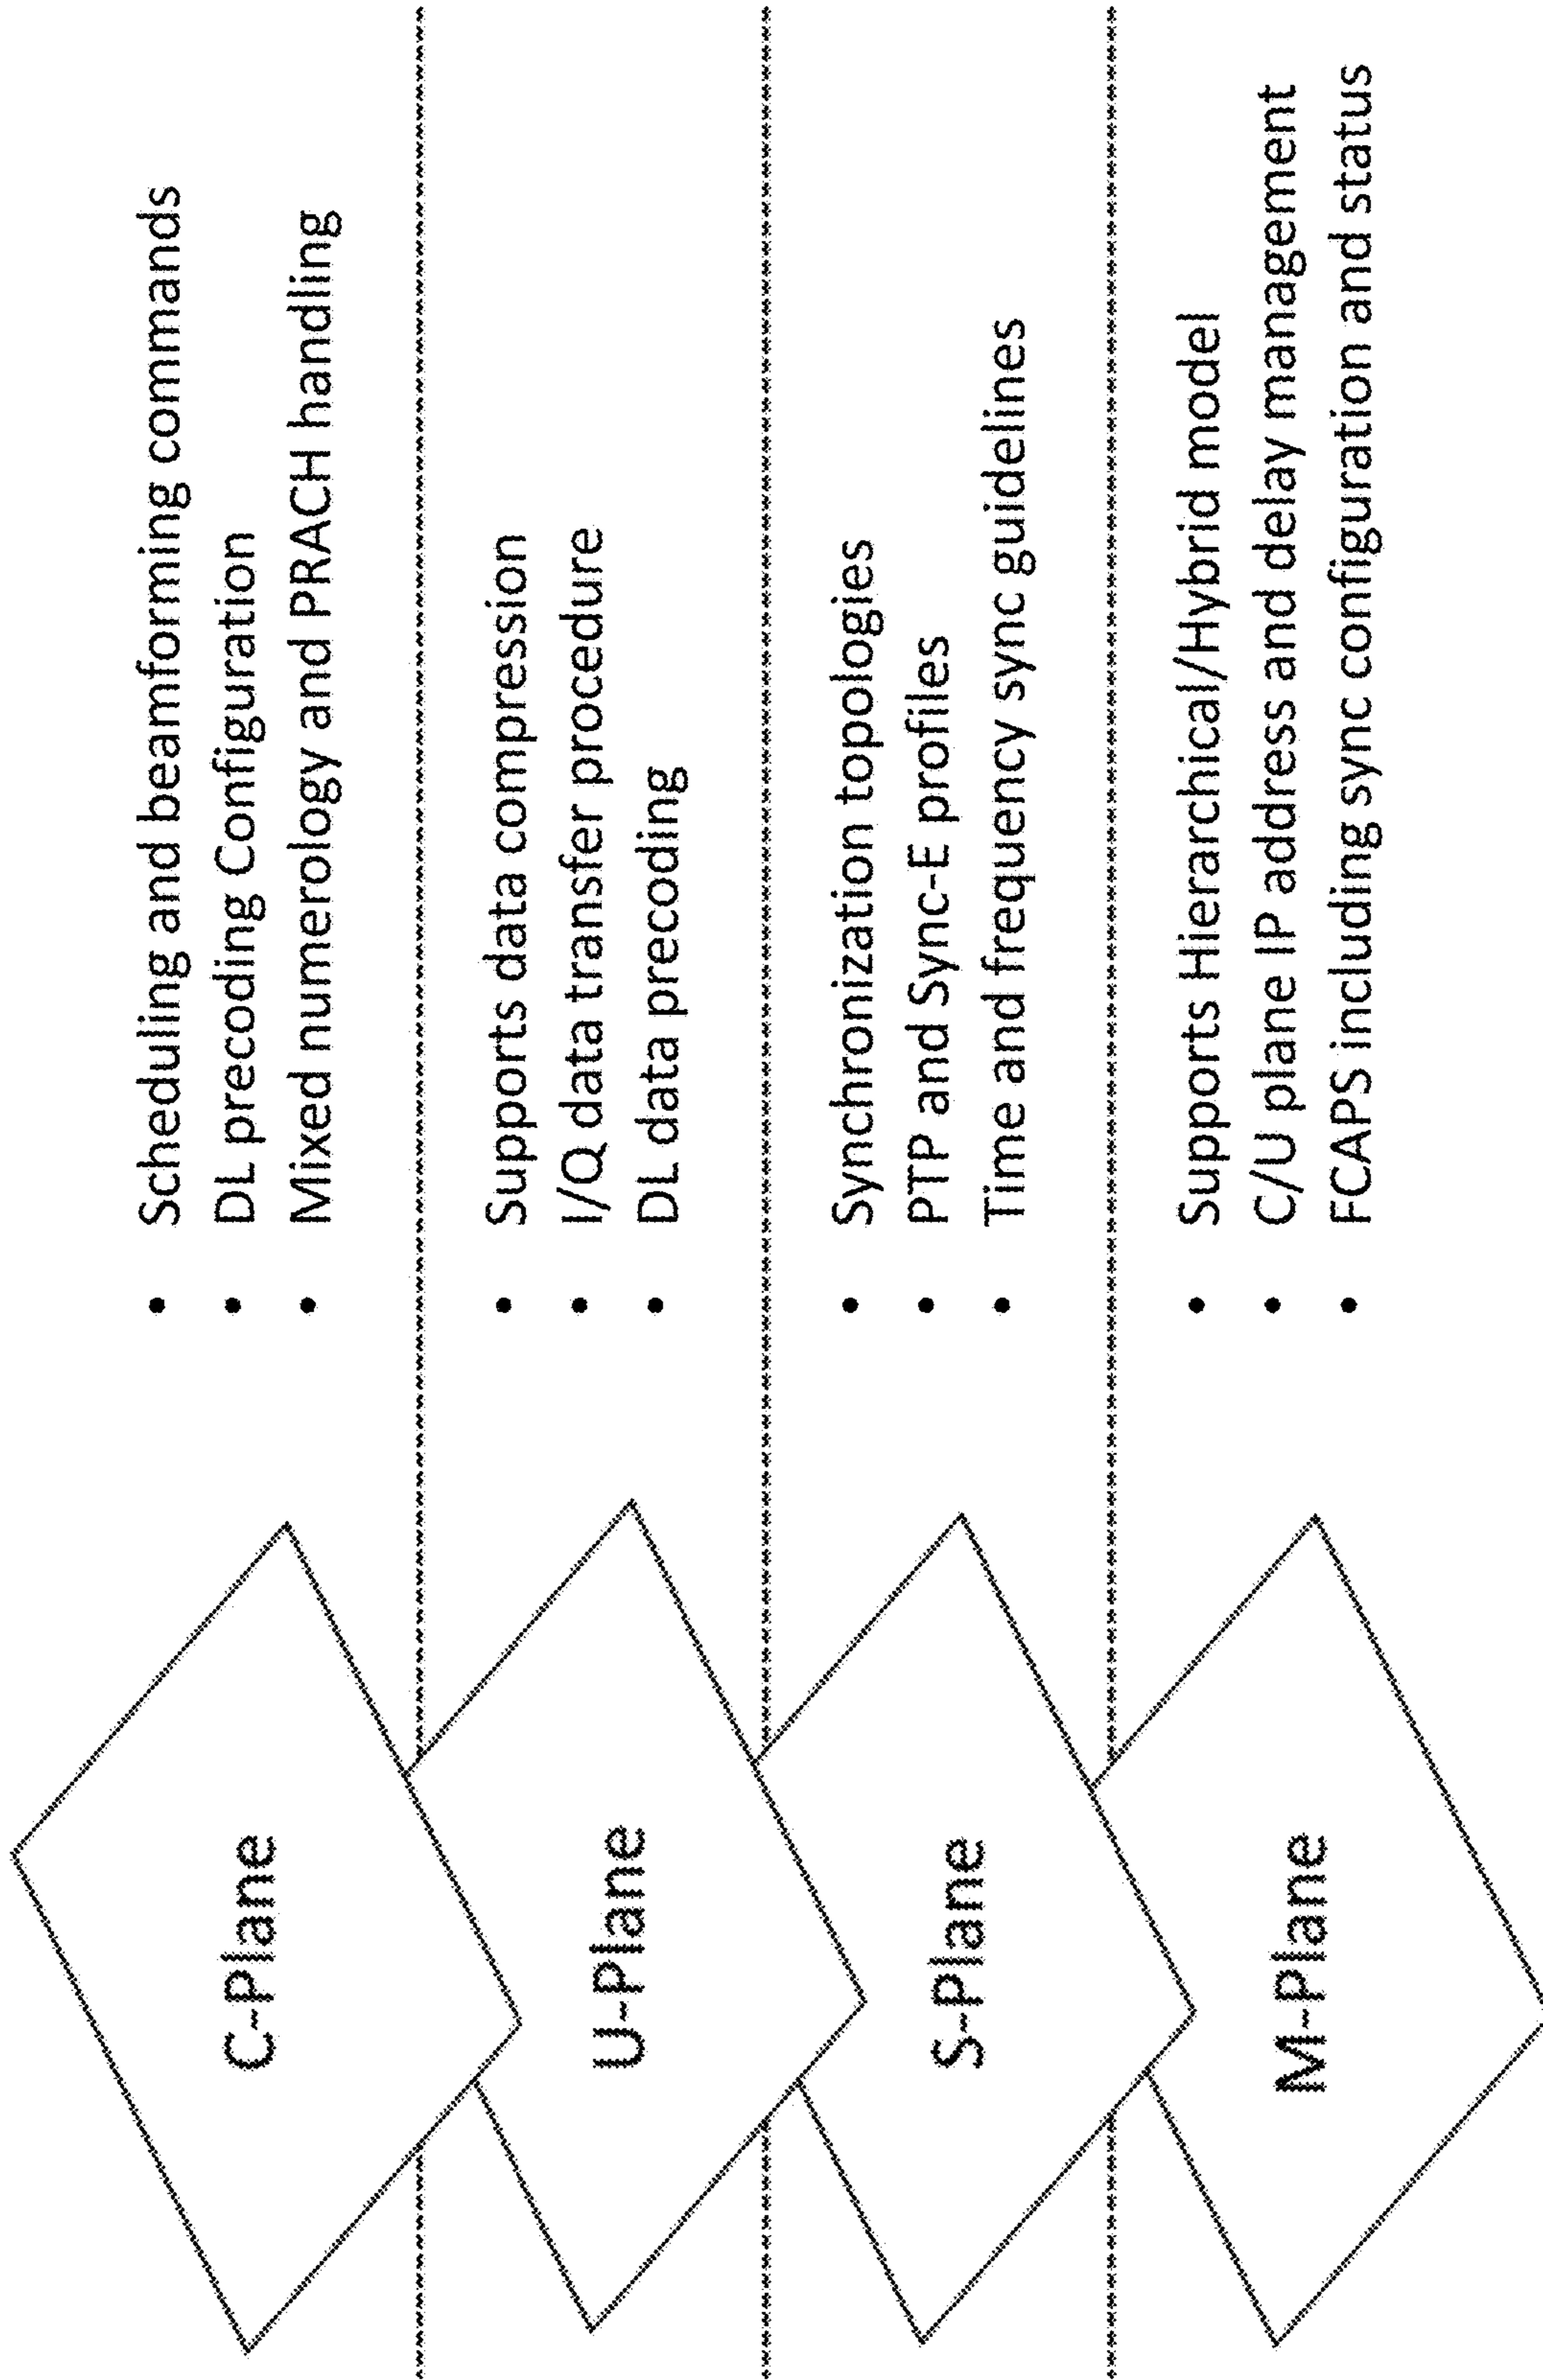 C-Plane
• Scheduling and beamforming commands
• DL precoding Configuration
• Mixed numerology and PRACH handling
U-Plane
• Supports data compression
• I/Q data transfer procedure
• DL data precoding
S-Plane
• Synchronization topologies
• PTP and Sync-E profiles
• Time and frequency sync guidelines
M-Plane
• Supports Hierarchical/Hybrid model
• C/U plane IP address and delay management
• FCAPS including sync configuration and status